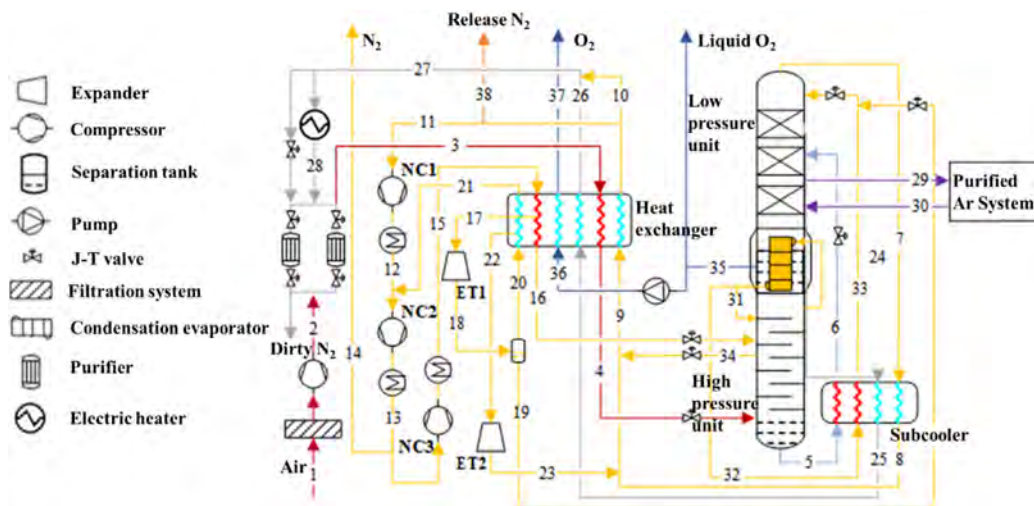 N₂
Release N₂
O₂
Liquid O₂
Expander
Compressor
Separation tank
Pump
J-T valve
Filtration system
Condensation evaporator
Purifier
Electric heater
27
38
37
26
10
11
3
28
NC1
21
15
17
12
22
ET1
18
20
16
36
Heat
exchanger
Low
pressure
unit
29
30
Purified
Ar System
7
24
33
6
35
31
34
9
4
2
Dirty N₂
14
NC2
13
NC3
19
ET2
23
High
pressure
unit
32
5
25
8
Subcooler
Air
1